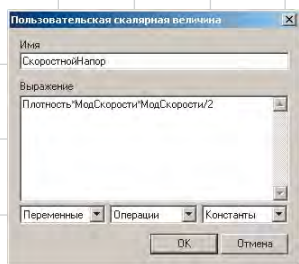 Пользовательская скалярная величина
Имя
СкоростнойНапор
Выражение
Плотность*МодСкорости*МодСкорости/2
Переменные Операции Константы
OK Отмена